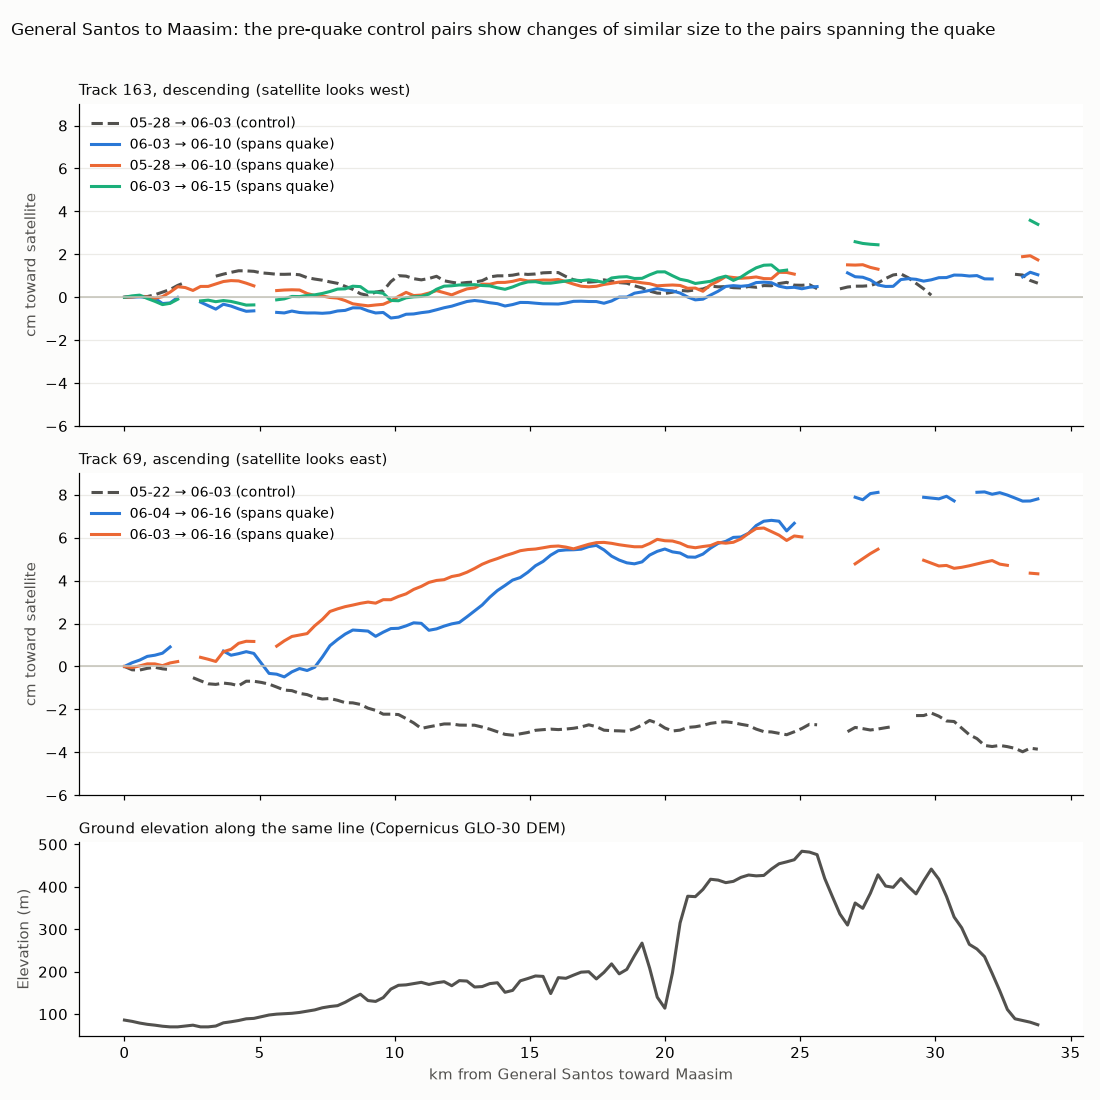 General Santos to Maasim: the pre-quake control pairs show changes of similar size to the pairs spanning the quake
Track 163, descending (satellite looks west)
05-28 → 06-03 (control)
06-03 → 06-10 (spans quake)
05-28 → 06-10 (spans quake)
06-03 → 06-15 (spans quake)
cm toward satellite
8
6
4
2
0
−2
−4
−6
Track 69, ascending (satellite looks east)
05-22 → 06-03 (control)
06-04 → 06-16 (spans quake)
06-03 → 06-16 (spans quake)
cm toward satellite
8
6
4
2
0
−2
−4
−6
Ground elevation along the same line (Copernicus GLO-30 DEM)
Elevation (m)
500
400
300
200
100
0 5 10 15 20 25 30 35
km from General Santos toward Maasim